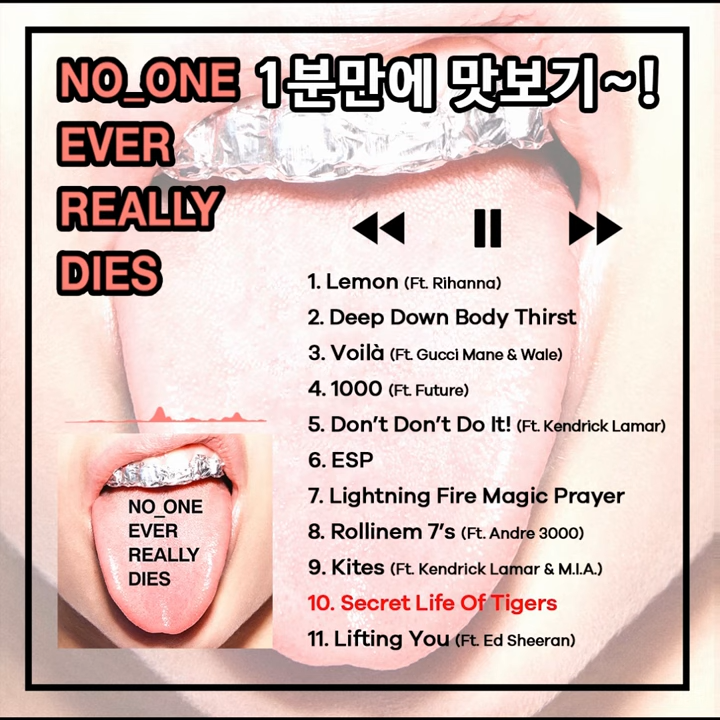 NO_ONE 1분만에 맛보기~!
EVER
REALLY
DIES
1. Lemon (Ft. Rihanna)
2. Deep Down Body Thirst
3. Voilà (Ft. Gucci Mane & Wale)
4. 1000 (Ft. Future)
5. Don't Don't Do It! (Ft. Kendrick Lamar)
6. ESP
7. Lightning Fire Magic Prayer
8. Rollinem 7's (Ft. Andre 3000)
9. Kites (Ft. Kendrick Lamar & M.I.A.)
10. Secret Life Of Tigers
11. Lifting You (Ft. Ed Sheeran)
NO_ONE
EVER
REALLY
DIES